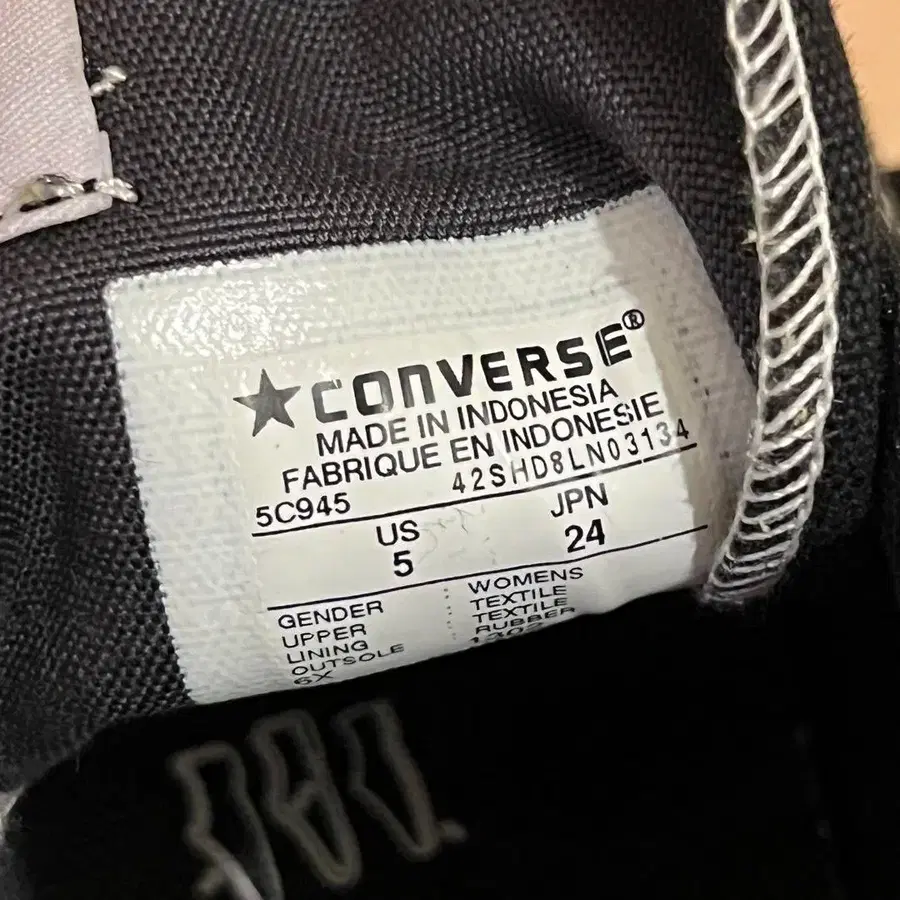 ★CONVERSE®
MADE IN INDONESIA
FABRIQUE EN INDONESIE
5C945 42SHD8LN03134
US JPN
5 24
GENDER WOMENS
UPPER TEXTILE
LINING TEXTILE
OUTSOLE RUBBER
SX